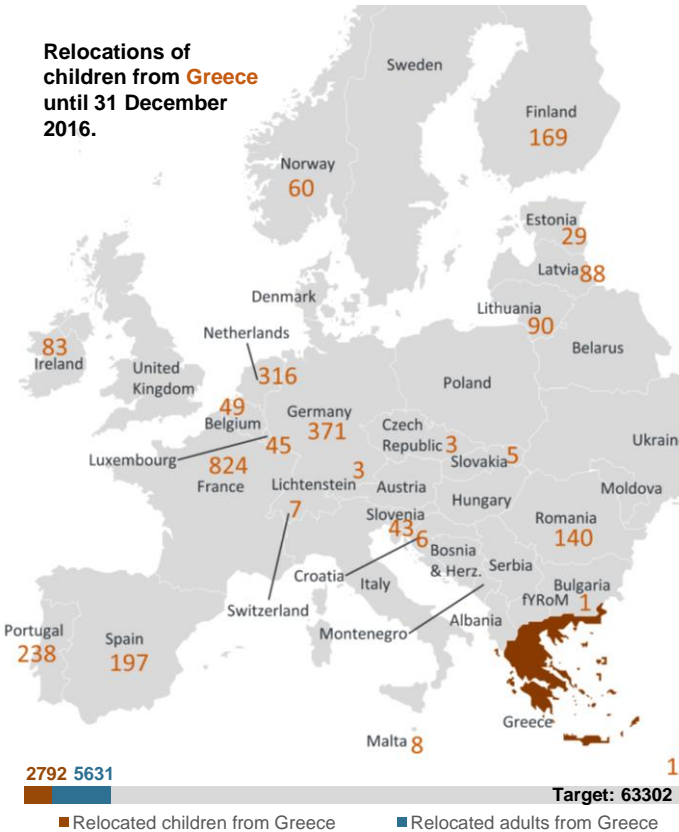 Relocations of
children from Greece
until 31 December
2016.
Sweden
Finland
169
Norway
60
Estonia
29
Latvia 88
Denmark
Lithuania
90
Netherlands
83
Ireland
United
Kingdom
Belarus
316
Poland
49
Belgium
Germany
371
Czech
Republic 3
Ukrain
Luxembourg
45
Slovakia 5
824
France
Lichtenstein 3
Austria
Moldova
7
Hungary
Slovenia
43
6
Romania
140
Bosnia
& Herz.
Serbia
Croatia
Italy
Bulgaria
1
fYRoM
Switzerland
Montenegro
Albania
Portugal
238
Spain
197
Greece
Malta 8
1
2792 5631
Target: 63302
Relocated children from Greece
Relocated adults from Greece